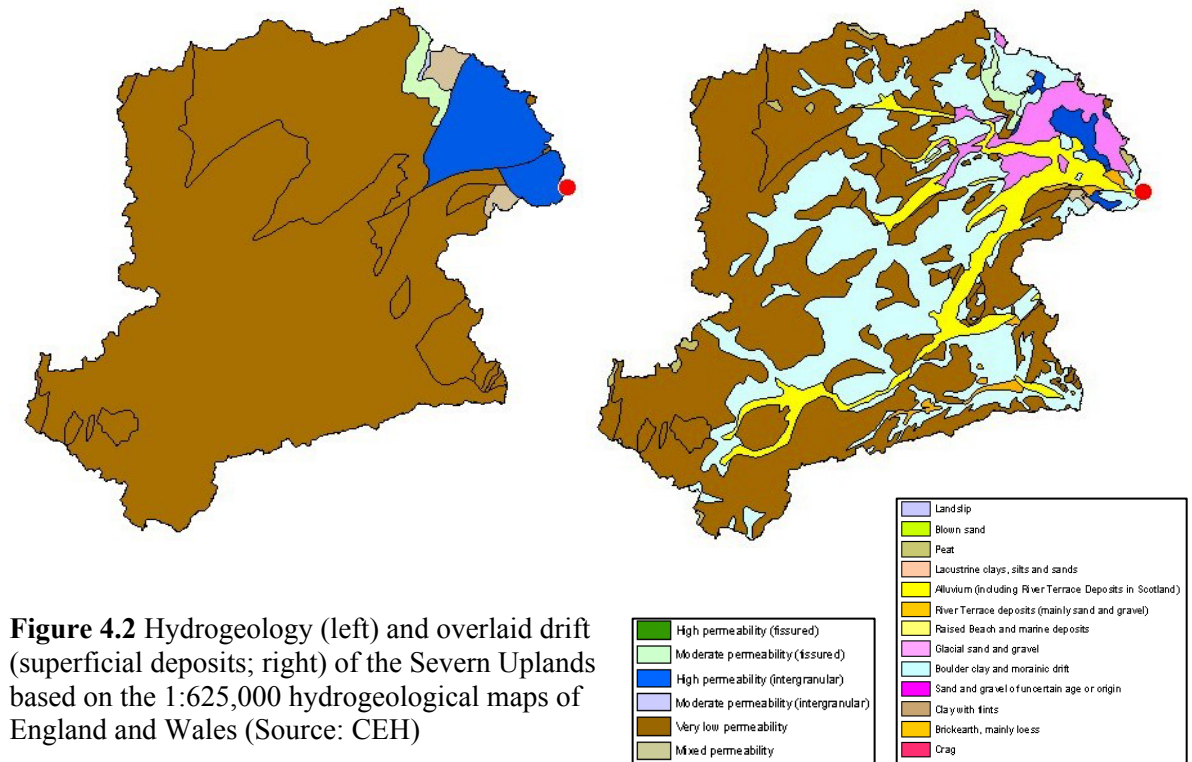 Landslip
Blown sand
Peat
Lacustrine clays, silts and sands
Alluvium (including River Terrace Deposits in Scotland)
River Terrace deposits (mainly sand and gravel)
Raised Beach and marine deposits
Glacial sand and gravel
Boulder clay and morainic drift
Sand and gravel of uncertain age or origin
Clay with flints
Brickearth, mainly loess
Crag
Figure 4.2 Hydrogeology (left) and overlaid drift
(superficial deposits; right) of the Severn Uplands
based on the 1:625,000 hydrogeological maps of
England and Wales (Source: CEH)
High permeability (fissured)
Moderate permeability (fissured)
High permeability (intergranular)
Moderate permeability (intergranular)
Very low permeability
Mixed permeability